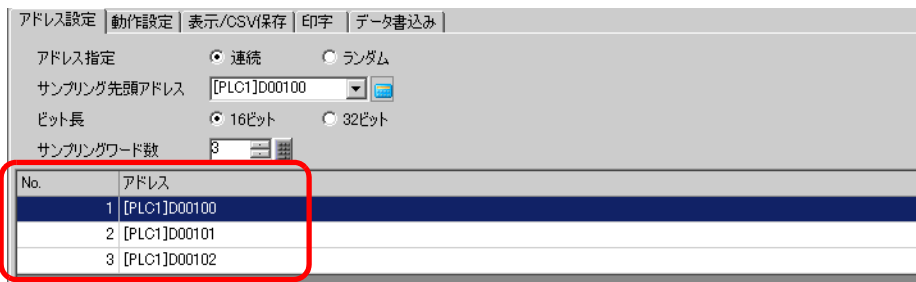 アドレス設定 動作設定 表示/CSV保存 印字 データ書込み
アドレス指定 連続 ランダム
サンプリング先頭アドレス [PLC1]D00100
ビット長 16ビット 32ビット
サンプリングワード数 3
No. アドレス
1 [PLC1]D00100
2 [PLC1]D00101
3 [PLC1]D00102